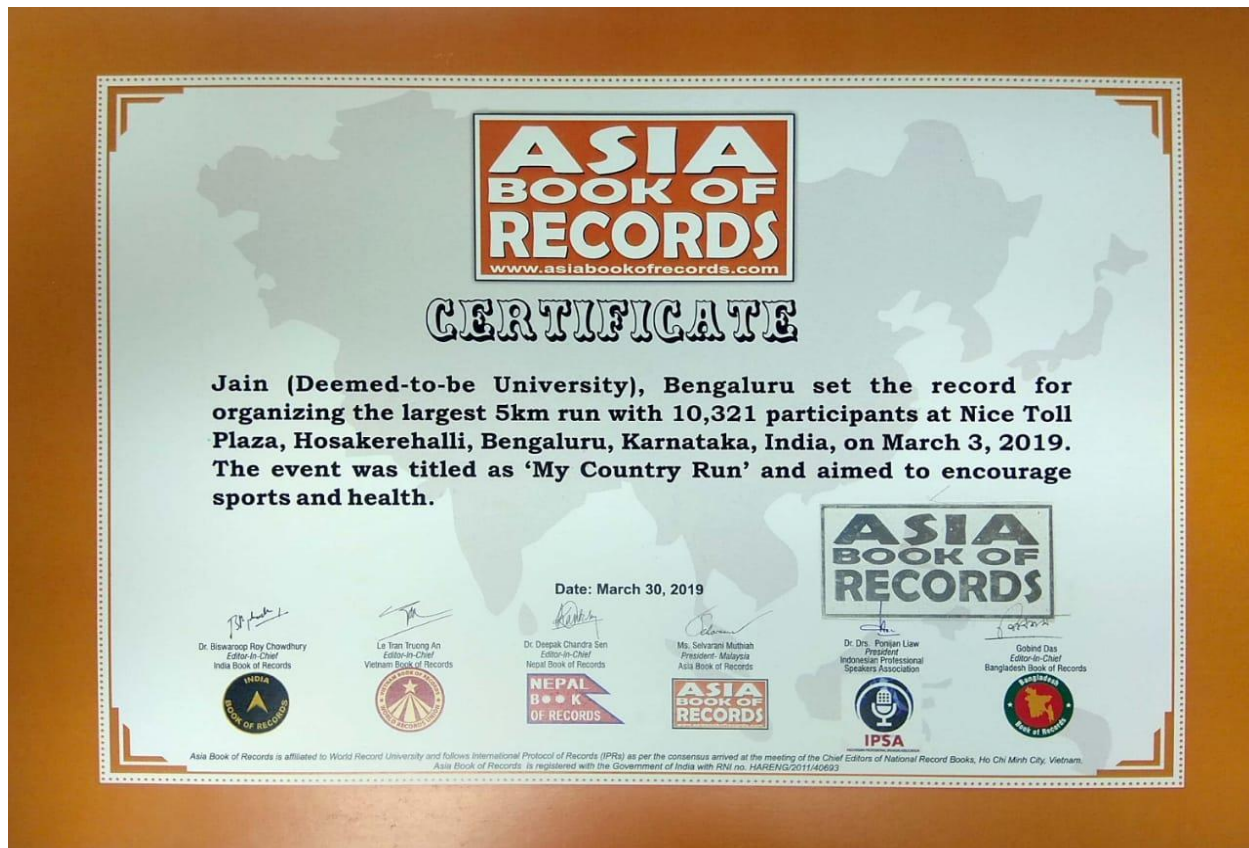 ASIA
BOOK OF
RECORDS
www.asiabookofrecords.com
CERTIFICATE
Jain (Deemed-to-be University), Bengaluru set the record for
organizing the largest 5km run with 10,321 participants at Nice Toll
Plaza, Hosakerehalli, Bengaluru, Karnataka, India, on March 3, 2019.
The event was titled as ‘My Country Run’ and aimed to encourage
sports and health.
ASIA
BOOK OF
RECORDS
Date: March 30, 2019
Dr. Biswaroop Roy Chowdhury
Editor-In-Chief
India Book of Records
INDIA
BOOK OF RECORDS
Le Tran Truong An
Editor-In-Chief
Vietnam Book of Records
VIETNAM BOOK OF RECORDS
Dr. Deepak Chandra Sen
Editor-In-Chief
Nepal Book of Records
NEPAL
BOOK
OF RECORDS
Ms. Selvarani Muthiah
President- Malaysia
Asia Book of Records
ASIA
BOOK OF
RECORDS
Dr. Drs. Ponijan Liaw
President
Indonesian Professional
Speakers Association
IPSA
Gobind Das
Editor-In-Chief
Bangladesh Book of Records
Bangladesh
Book of Records
Asia Book of Records is affiliated to World Record University and follows International Protocol of Records (IPRs) as per the consensus arrived at the meeting of the Chief Editors of National Record Books, Ho Chi Minh City, Vietnam.
Asia Book of Records is registered with the Government of India with RNI no. HARENG/2011/40693